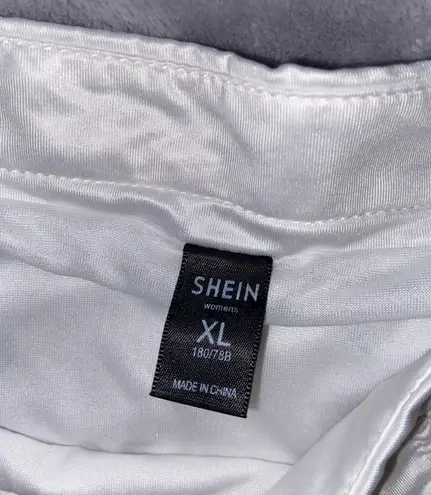 SHEIN
womens
XL
180/78B
MADE IN CHINA